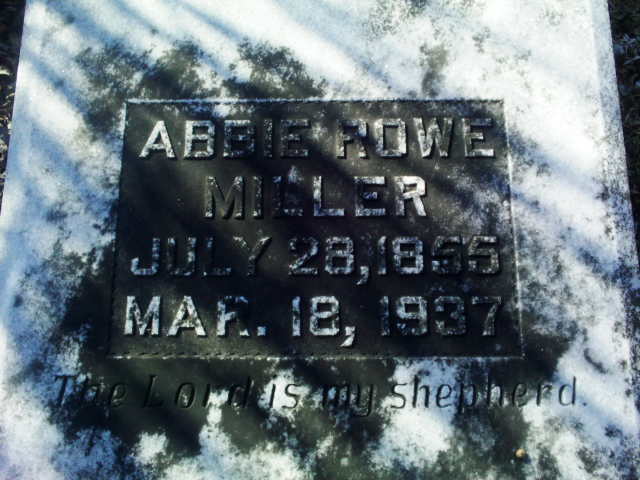 ABBIE ROWE
MILLER
JULY 28, 1855
MAR. 18, 1937
The Lord is my shepherd.